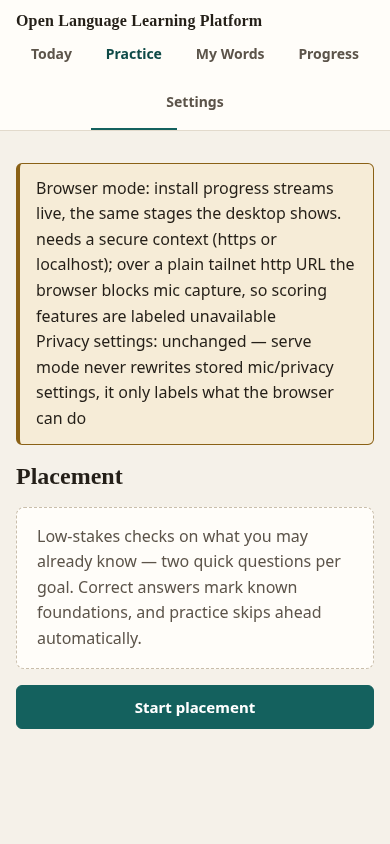 Open Language Learning Platform
Today
Practice
My Words
Progress
Settings
Browser mode: install progress streams
live, the same stages the desktop shows.
needs a secure context (https or
localhost); over a plain tailnet http URL the
browser blocks mic capture, so scoring
features are labeled unavailable
Privacy settings: unchanged — serve
mode never rewrites stored mic/privacy
settings, it only labels what the browser
can do
Placement
Low-stakes checks on what you may
already know — two quick questions per
goal. Correct answers mark known
foundations, and practice skips ahead
automatically.
Start placement